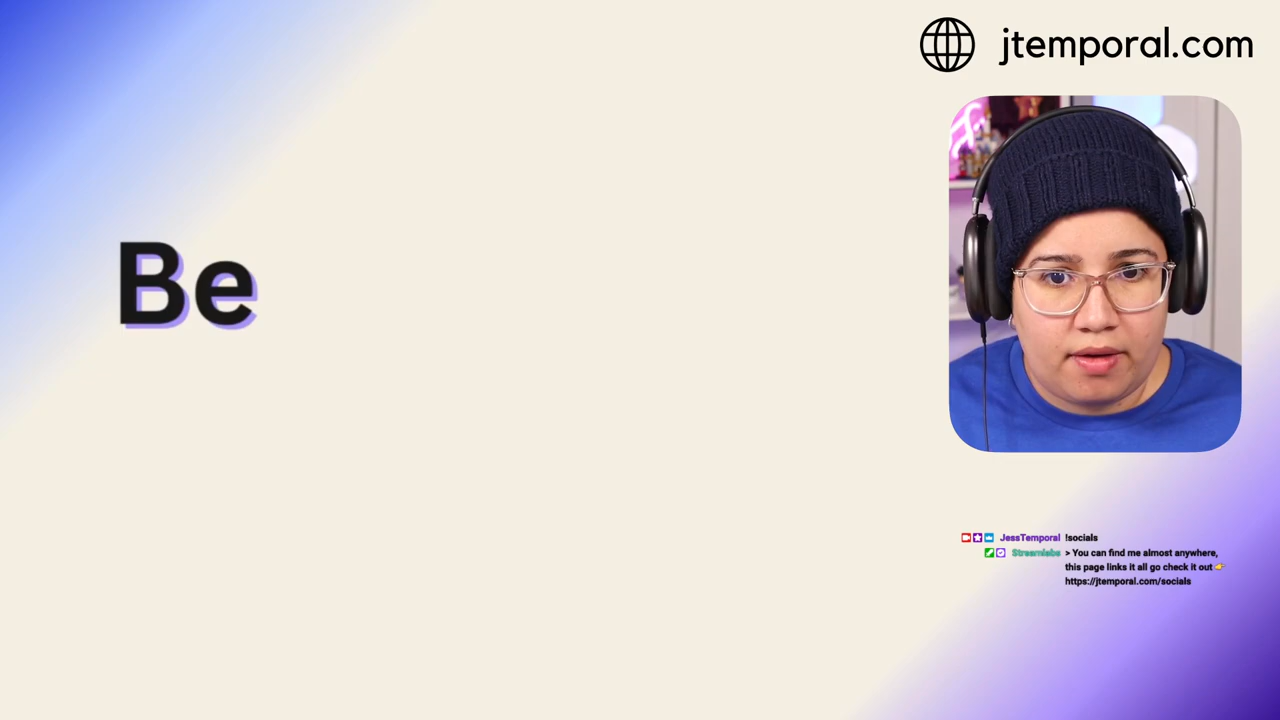 jtemporal.com
Be
JessTemporal !socials
Streamlabs > You can find me almost anywhere,
this page links it all go check it out 👉
https://jtemporal.com/socials